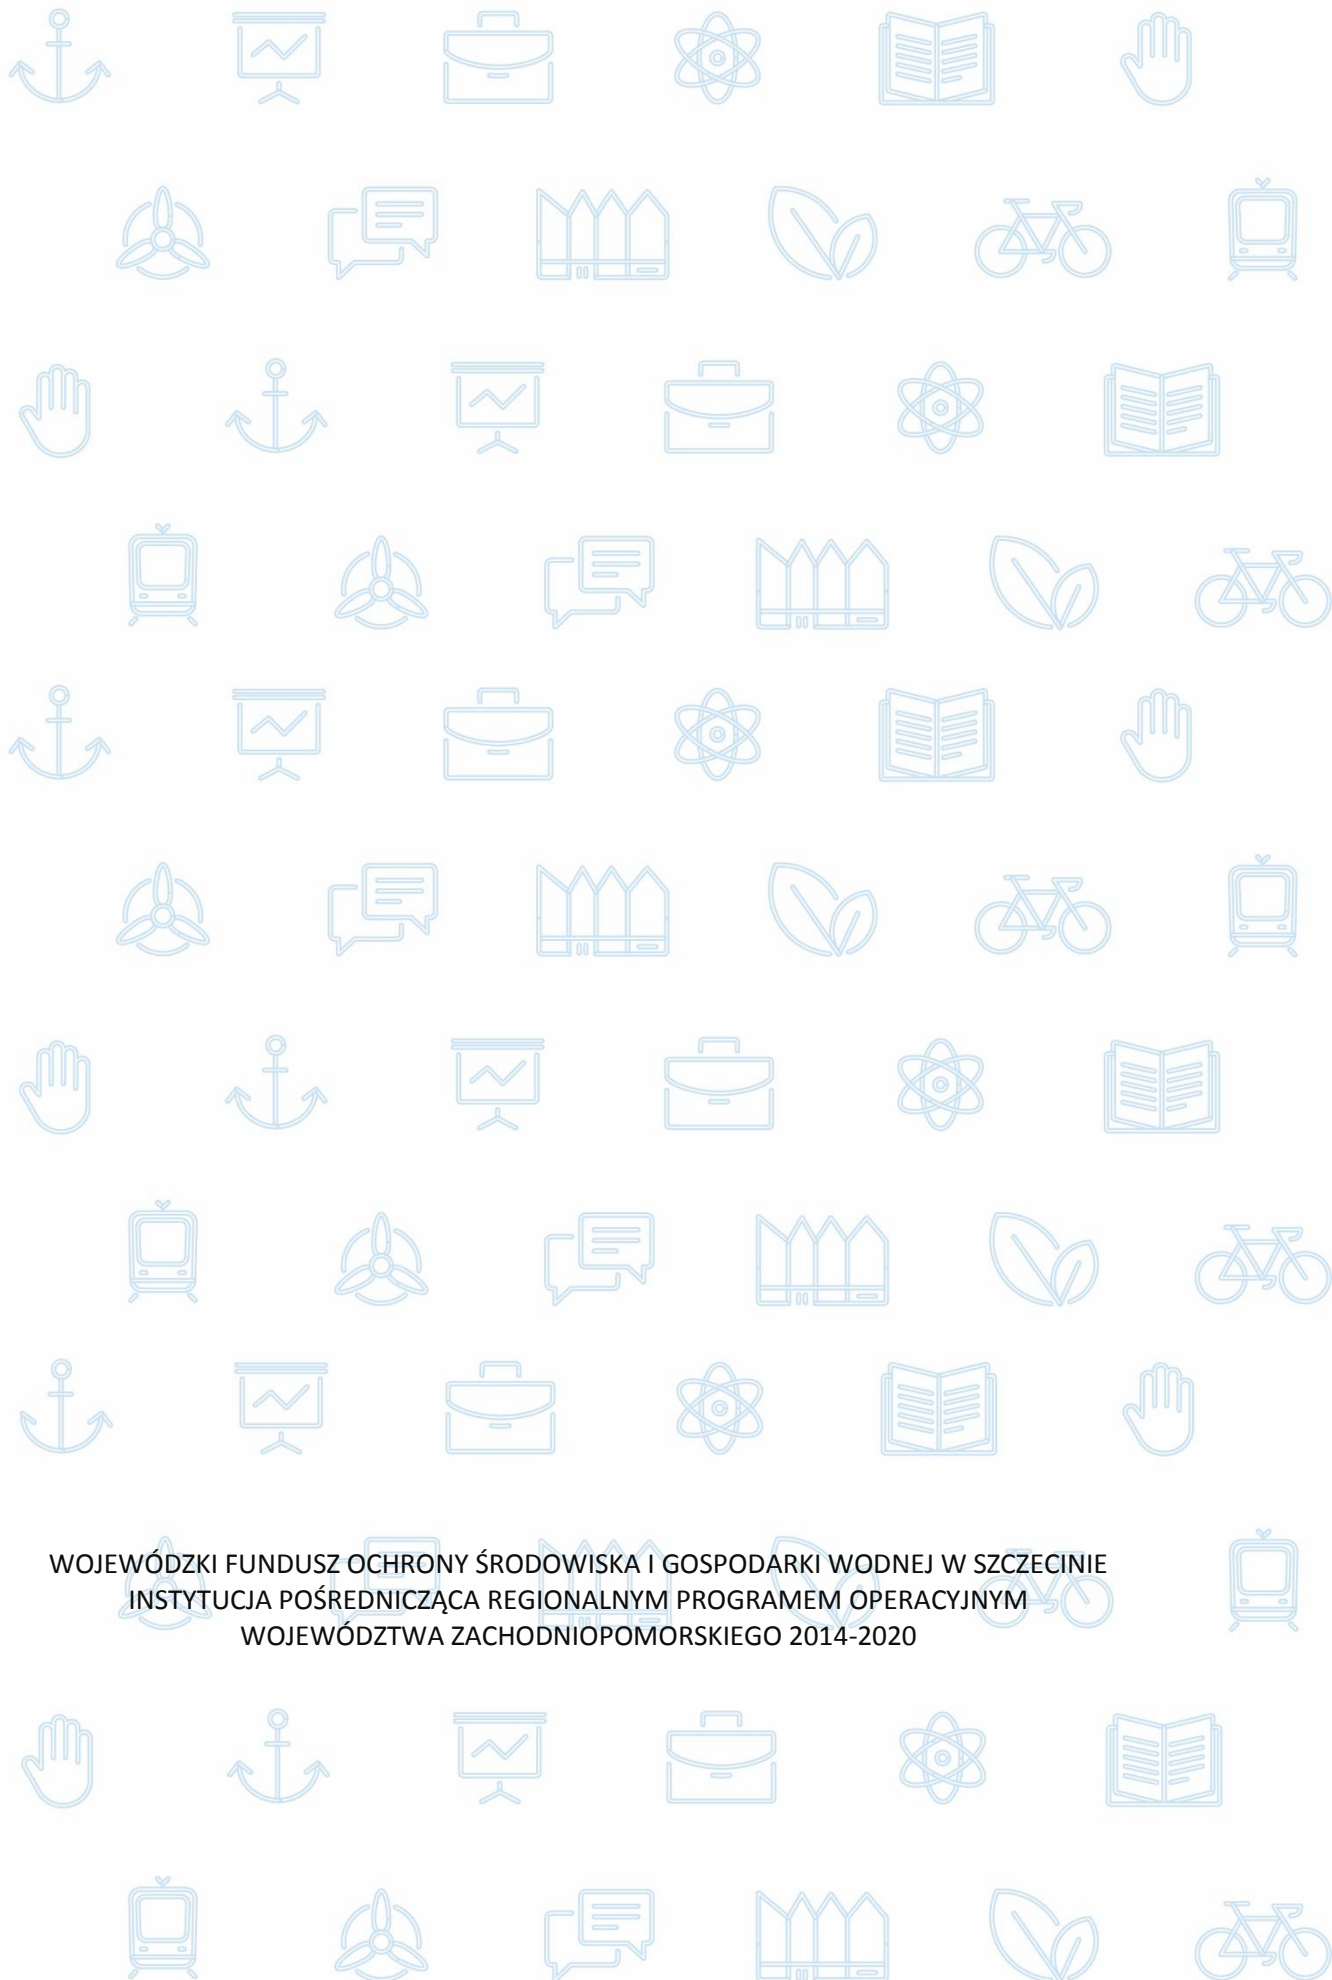 WOJEWÓDZKI FUNDUSZ OCHRONY ŚRODOWISKA I GOSPODARKI WODNEJ W SZCZECINIE
INSTYTUCJA POŚREDNICZĄCA REGIONALNYM PROGRAMEM OPERACYJNYM
WOJEWÓDZTWA ZACHODNIOPOMORSKIEGO 2014-2020